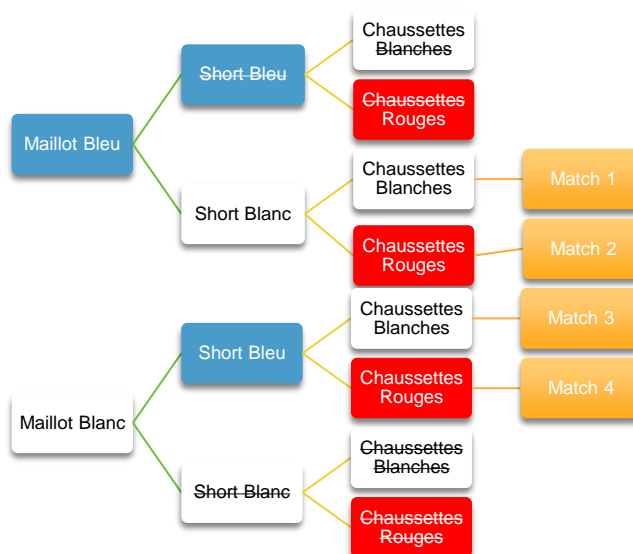 Maillot Bleu
Short Bleu
Chaussettes
Blanches
Chaussettes
Rouges
Short Blanc
Chaussettes
Blanches
Match 1
Chaussettes
Rouges
Match 2
Maillot Blanc
Short Bleu
Chaussettes
Blanches
Match 3
Chaussettes
Rouges
Match 4
Short Blanc
Chaussettes
Blanches
Chaussettes
Rouges